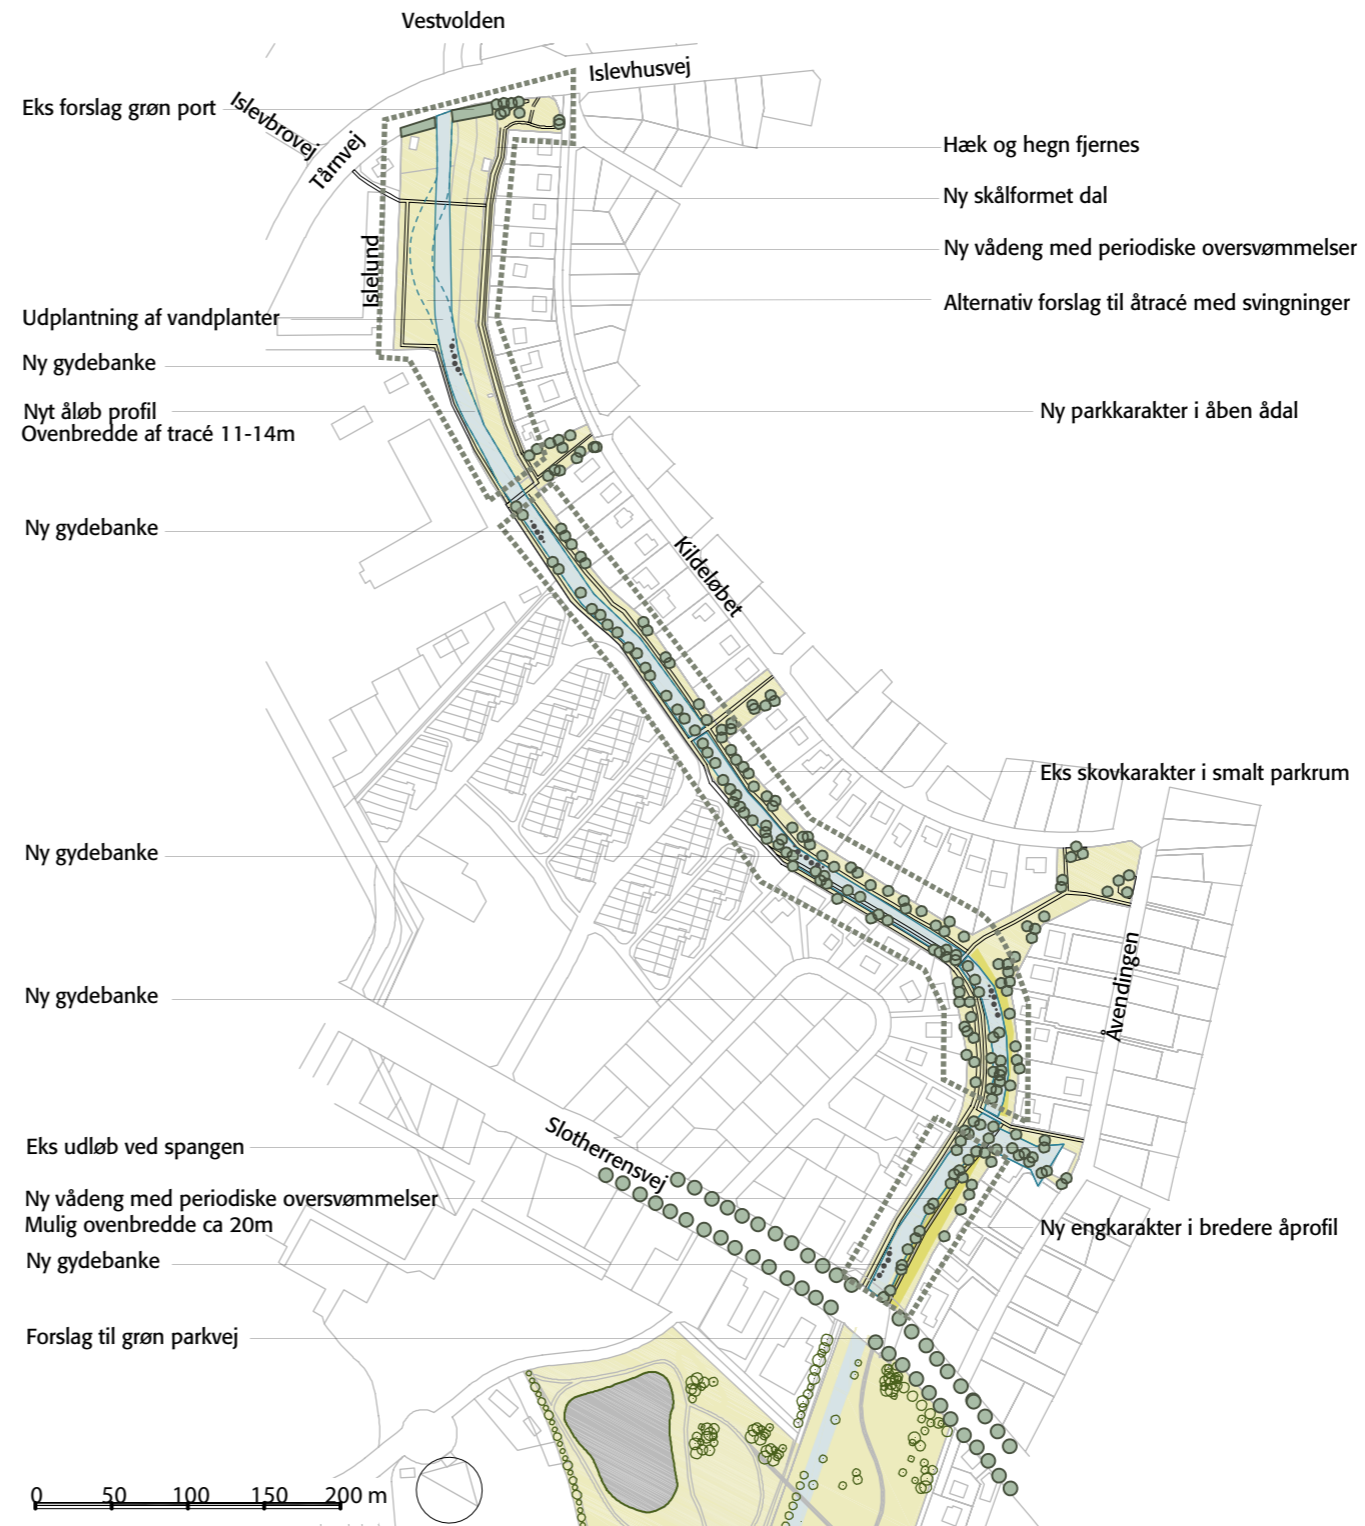 Vestvolden
Islevhusvej
Eks forslag grøn port
Islevbrovej
Tårnvej
Hæk og hegn fjernes
Ny skålformet dal
Islelund
Ny vådeng med periodiske oversvømmelser
Alternativ forslag til åtracé med svingninger
Udplantning af vandplanter
Ny gydebanke
Nyt åløb profil
Ovenbredde af tracé 11-14m
Ny parkkarakter i åben ådal
Ny gydebanke
Kildeløbet
Eks skovkarakter i smalt parkrum
Ny gydebanke
Åvendingen
Ny gydebanke
Slotherrensvej
Eks udløb ved spangen
Ny vådeng med periodiske oversvømmelser
Mulig ovenbredde ca 20m
Ny engkarakter i bredere åprofil
Ny gydebanke
Forslag til grøn parkvej
0 50 100 150 200 m